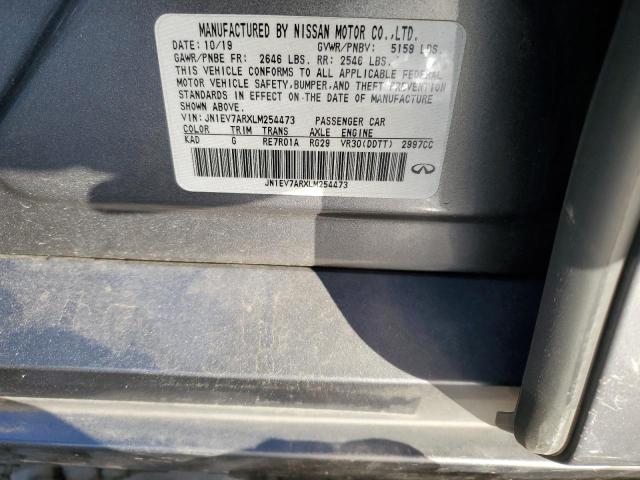 MANUFACTURED BY NISSAN MOTOR CO.,LTD.
DATE: 10/19 GVWR/PNBV: 5159 LBS.
GAWR/PNBE FR: 2646 LBS. RR: 2546 LBS.
THIS VEHICLE CONFORMS TO ALL APPLICABLE FEDERAL
MOTOR VEHICLE SAFETY,BUMPER,AND THEFT PREVENTION
STANDARDS IN EFFECT ON THE DATE OF MANUFACTURE
SHOWN ABOVE.
VIN: JN1EV7ARXLM254473 PASSENGER CAR
COLOR TRIM TRANS AXLE ENGINE
KAD G RE7R01A RG29 VR30(DDTT) 2997CC
JN1EV7ARXLM254473